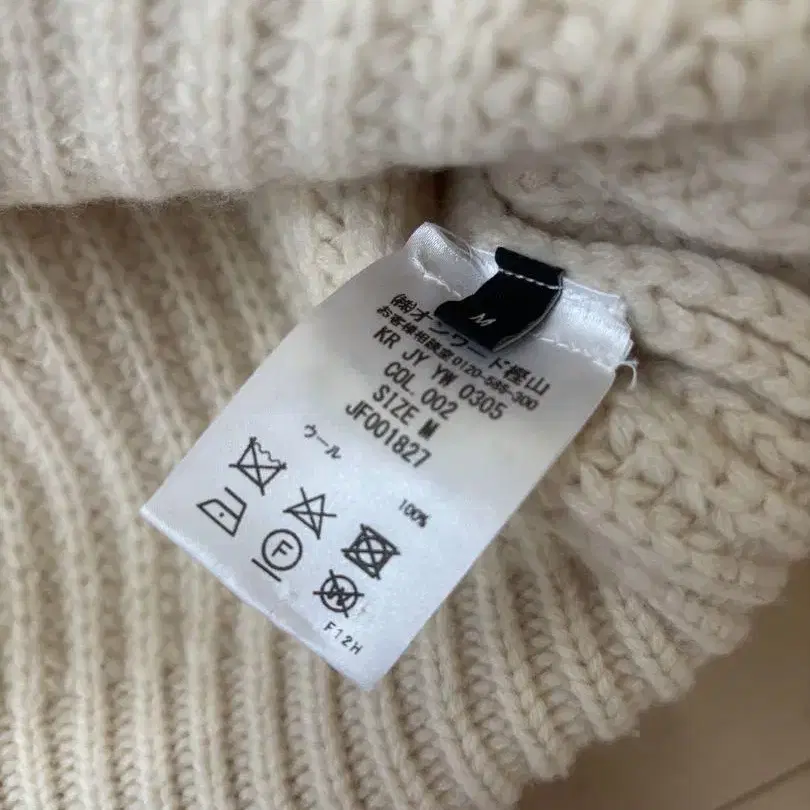 M
㈱オンワード樫山
お客様相談室0120-585-300
KR JY YW 0305
COL 002
SIZE M
JF001827
ウール 100%
F
W
F12H